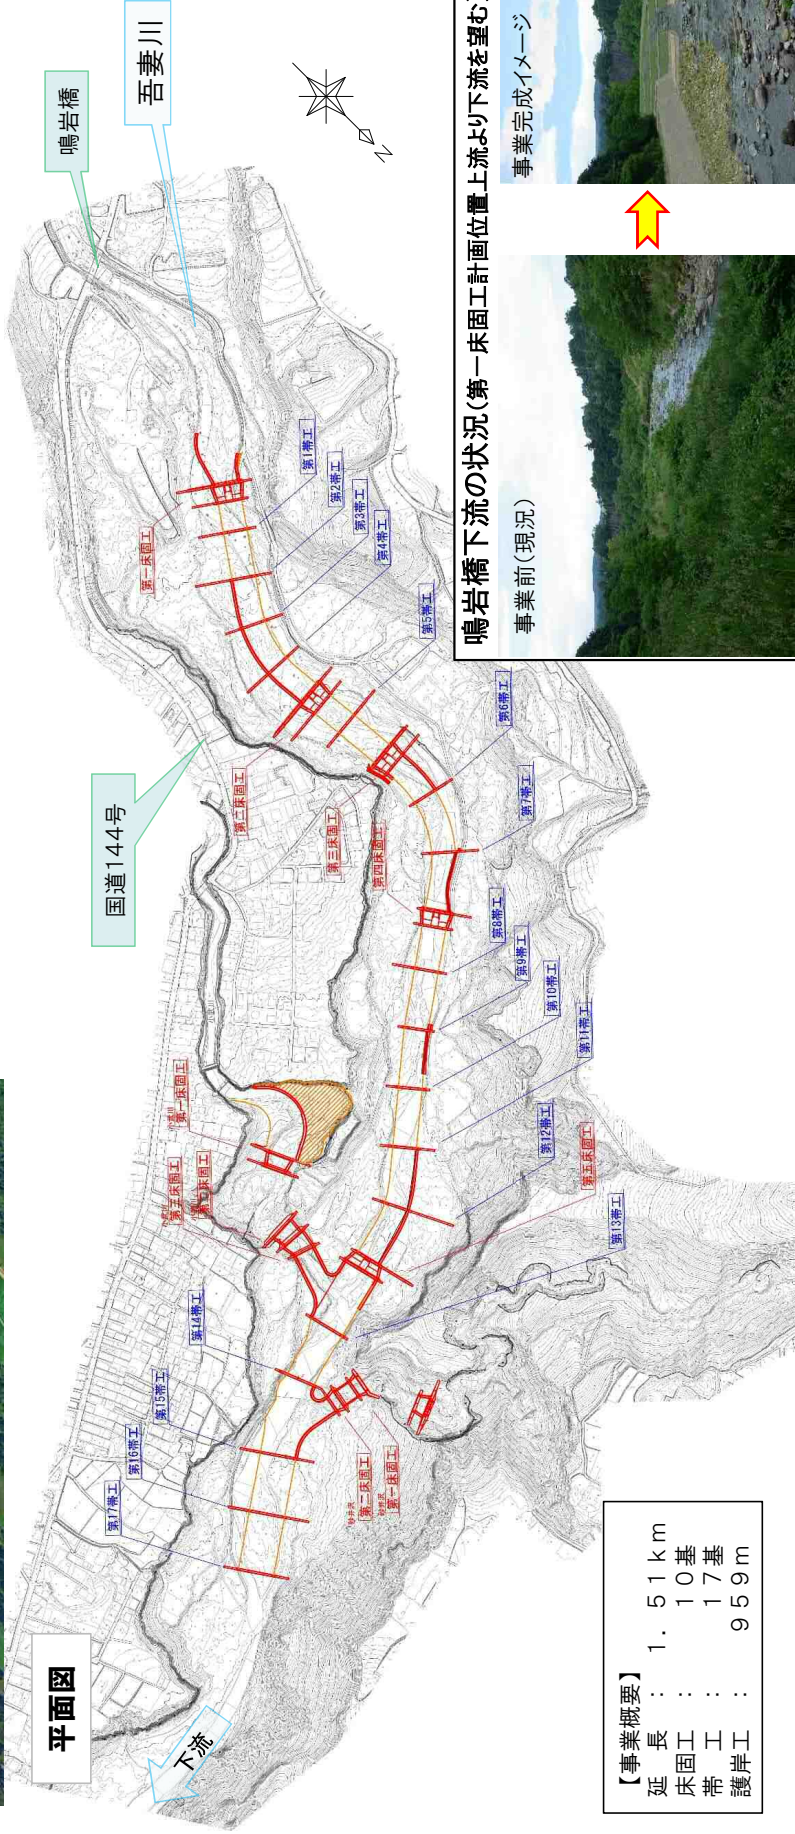 平面図
下流
国道144号
鳴岩橋
吾妻川
N
第一床固工
第二床固工
第三床固工
第四床固工
第五床固工
第1帯工
第2帯工
第3帯工
第4帯工
第5帯工
第6帯工
第7帯工
第8帯工
第9帯工
第10帯工
第11帯工
第12帯工
第13帯工
第14帯工
第15帯工
第16帯工
第17帯工
第一床固工
第三床固工
砂井沢
第二床固工
砂井沢
第一床固工
【事業概要】
延 長 : 1.51km
床固工 : 10基
帯 工 : 17基
護岸工 : 959m
鳴岩橋下流の状況(第一床固工計画位置上流より下流を望む
事業前(現況)
事業完成イメージ